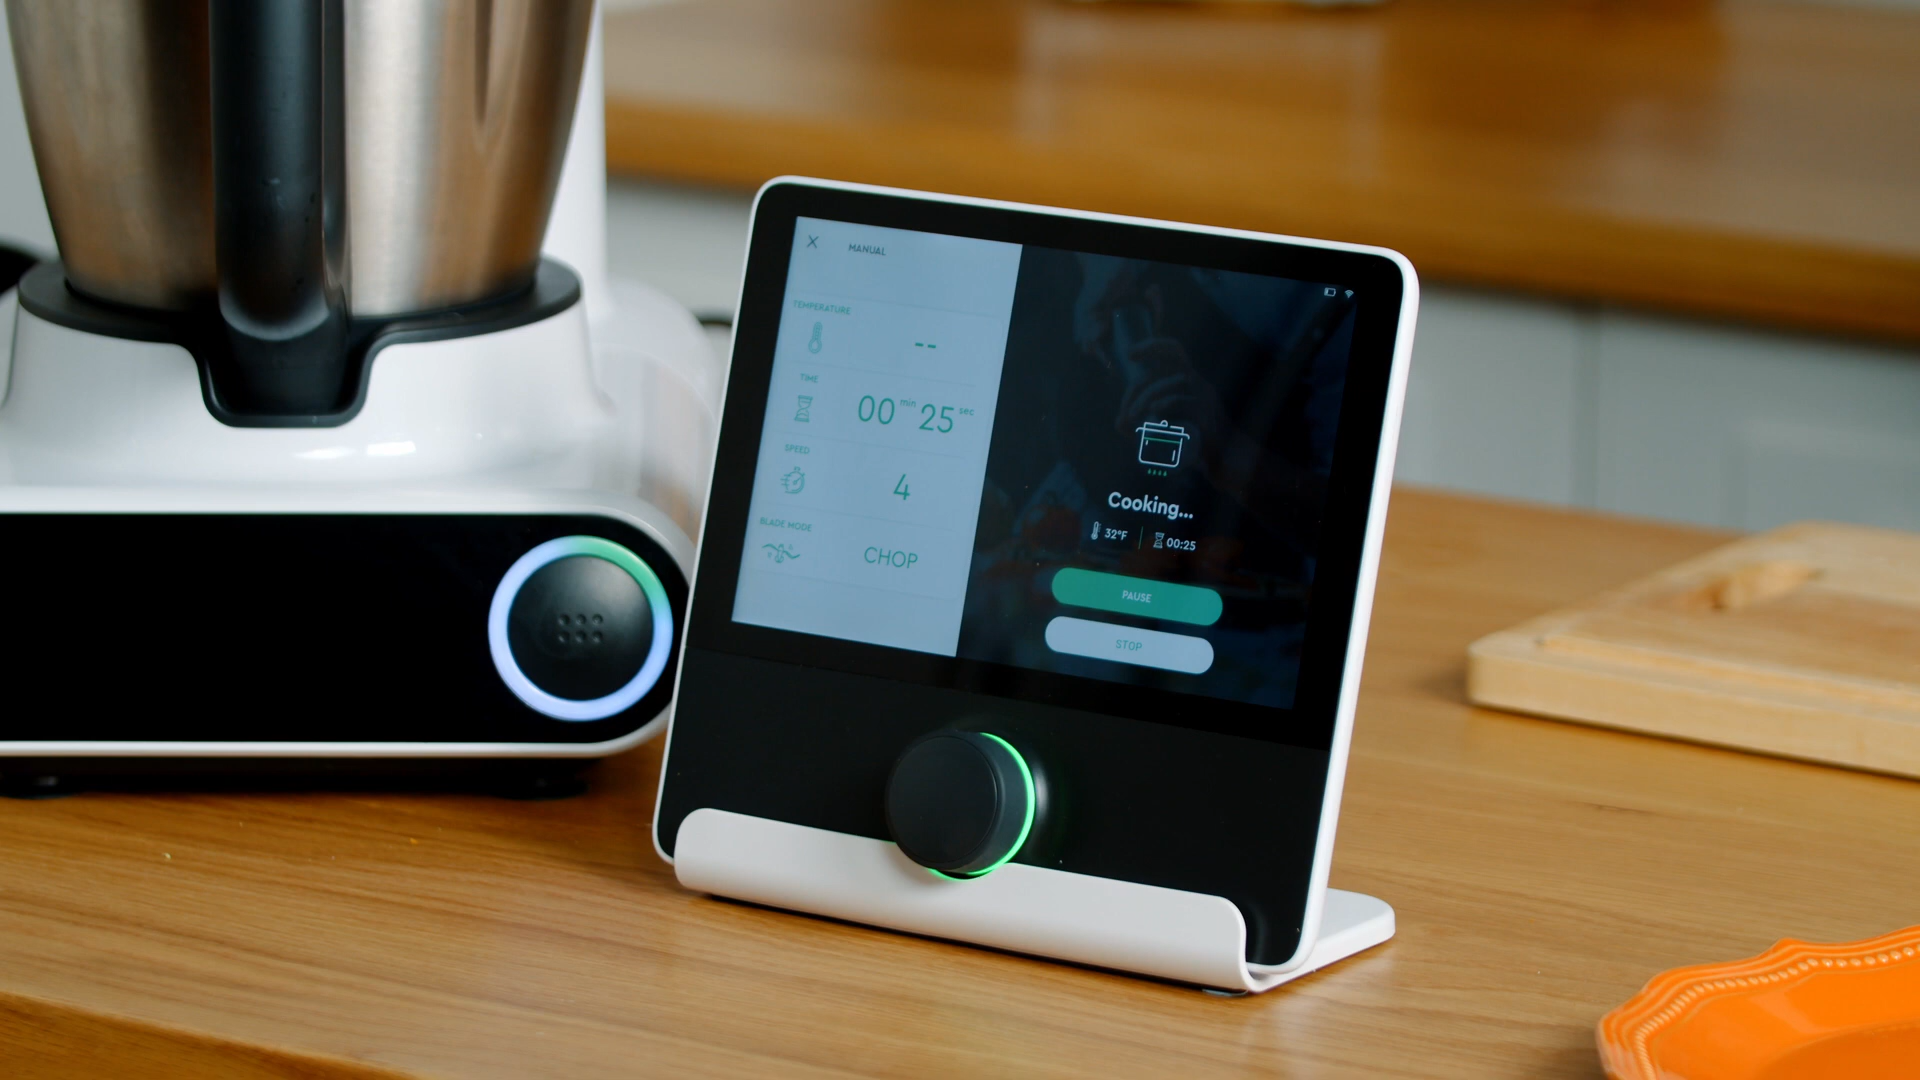 MANUAL
TEMPERATURE
--
TIME
00 min 25 sec
SPEED
4
BLADE MODE
CHOP
Cooking...
32°F 00:25
PAUSE
STOP